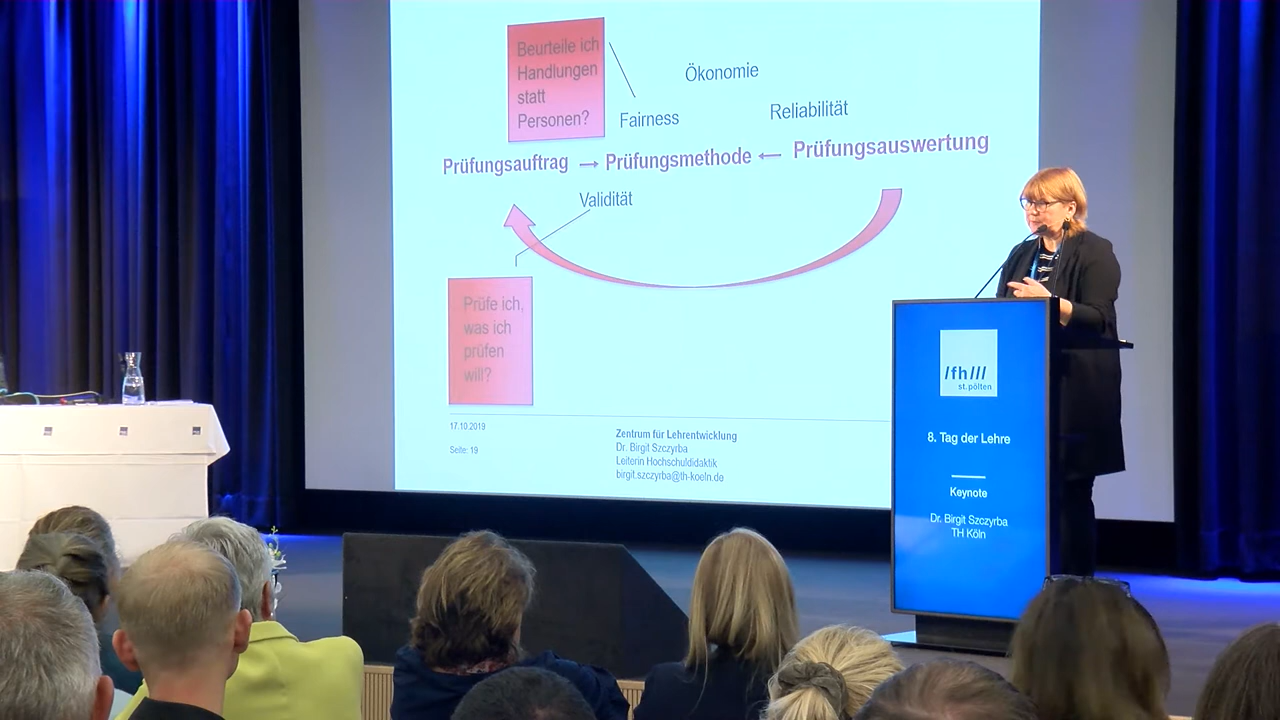 Beurteile ich
Handlungen
statt
Personen?
Ökonomie
Fairness
Reliabilität
Prüfungsauftrag → Prüfungsmethode ← Prüfungsauswertung
Validität
Prüfe ich,
was ich
prüfen
will?
17.10.2019
Seite: 19
Zentrum für Lehrentwicklung
Dr. Birgit Szczyrba
Leiterin Hochschuldidaktik
birgit.szczyrba@th-koeln.de
/fh///
st.pölten
8. Tag der Lehre
Keynote
Dr. Birgit Szczyrba
TH Köln